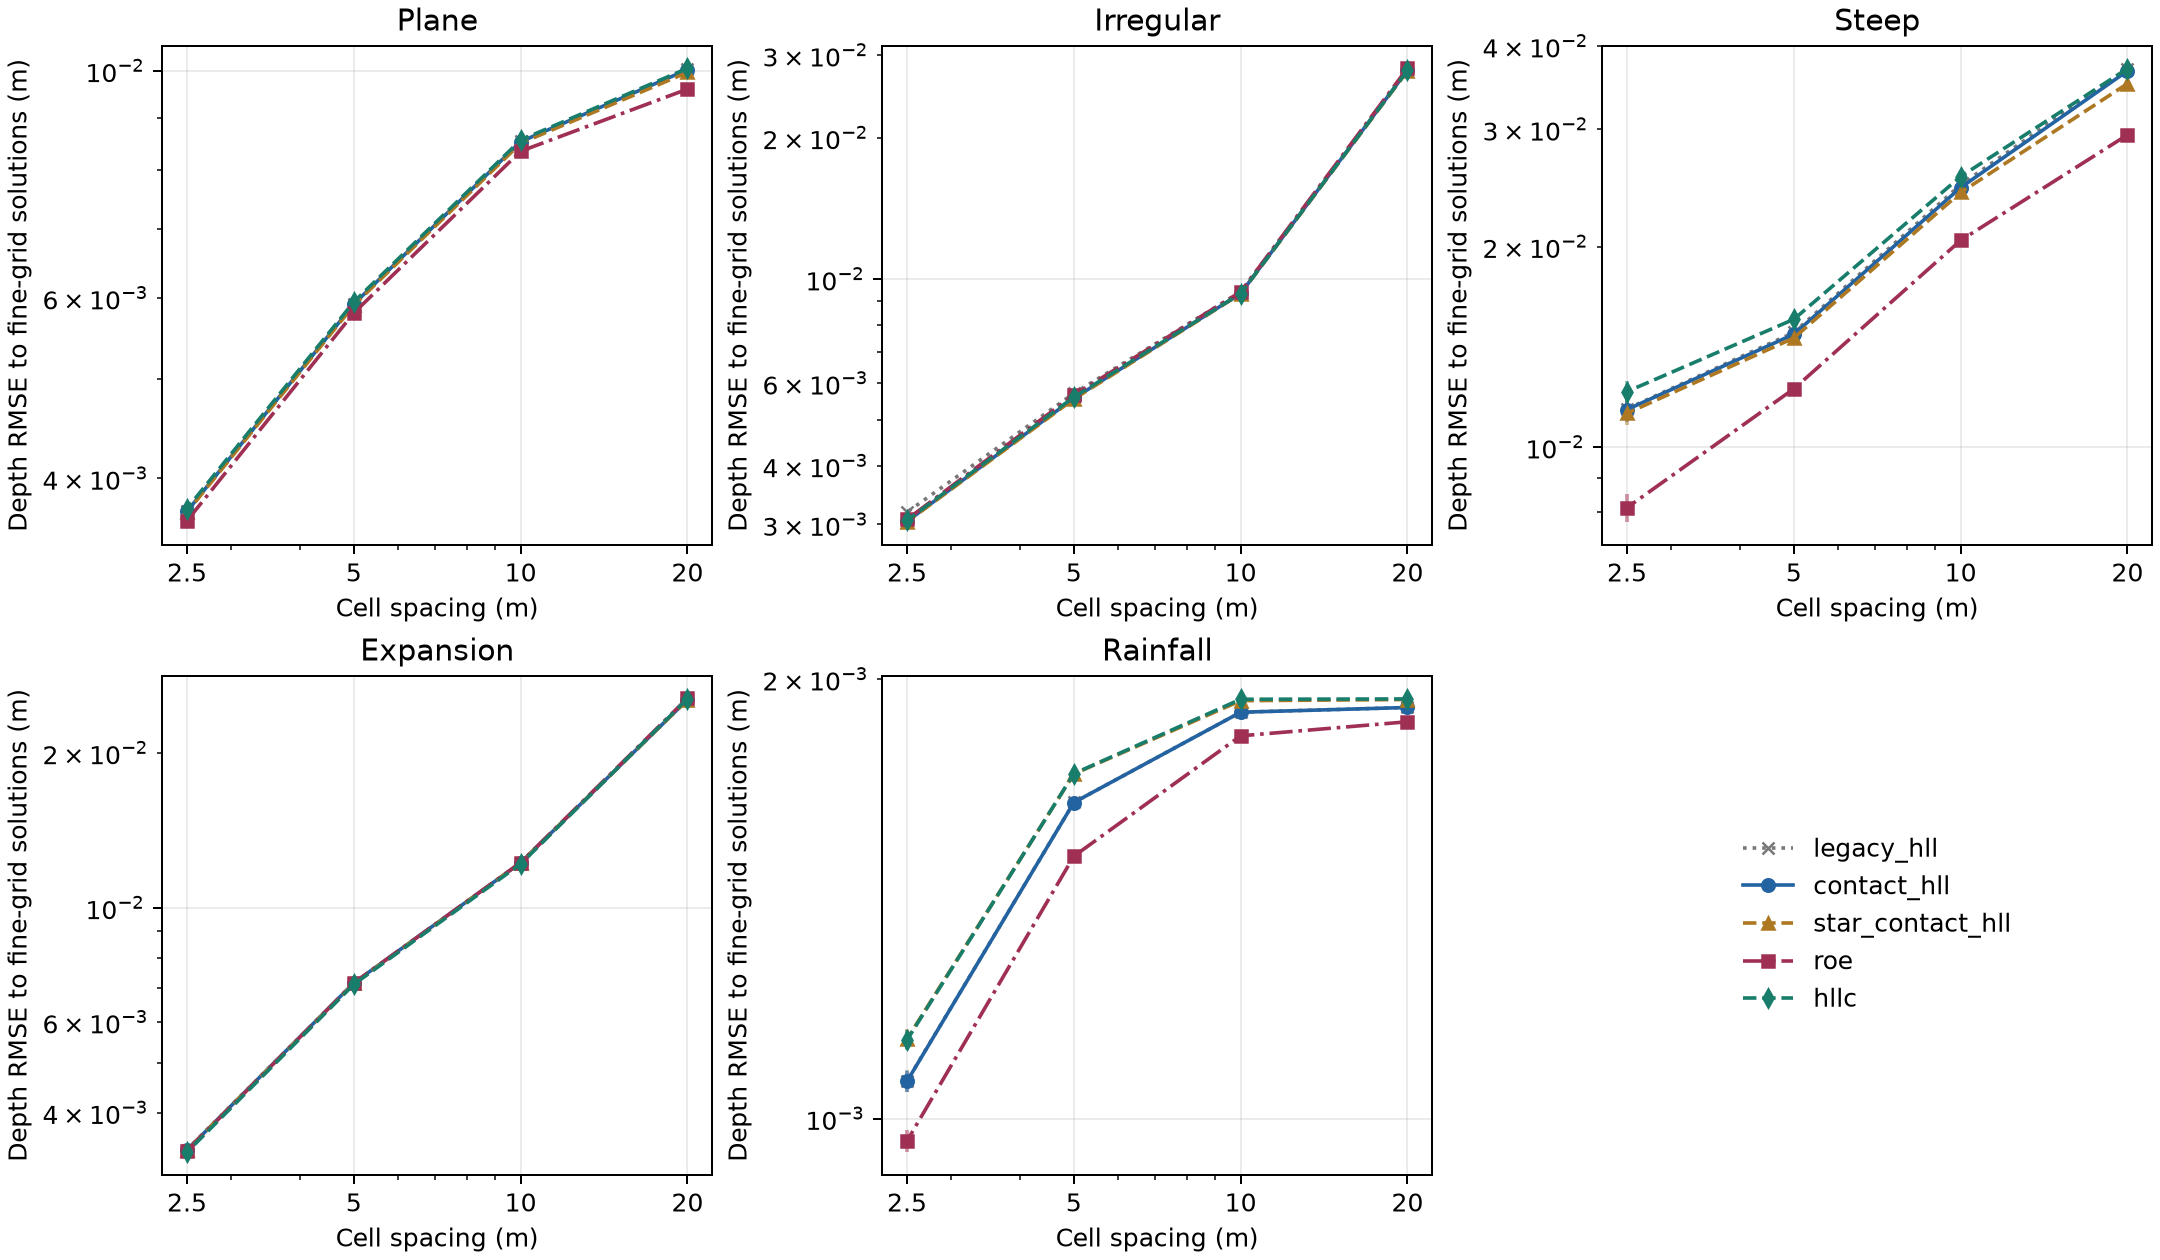 Plane
Depth RMSE to fine-grid solutions (m)
10⁻²
6 × 10⁻³
4 × 10⁻³
2.5 5 10 20
Cell spacing (m)
Irregular
Depth RMSE to fine-grid solutions (m)
3 × 10⁻²
2 × 10⁻²
10⁻²
6 × 10⁻³
4 × 10⁻³
3 × 10⁻³
2.5 5 10 20
Cell spacing (m)
Steep
Depth RMSE to fine-grid solutions (m)
4 × 10⁻²
3 × 10⁻²
2 × 10⁻²
10⁻²
2.5 5 10 20
Cell spacing (m)
Expansion
Depth RMSE to fine-grid solutions (m)
2 × 10⁻²
10⁻²
6 × 10⁻³
4 × 10⁻³
2.5 5 10 20
Cell spacing (m)
Rainfall
Depth RMSE to fine-grid solutions (m)
2 × 10⁻³
10⁻³
2.5 5 10 20
Cell spacing (m)
legacy_hll
contact_hll
star_contact_hll
roe
hllc